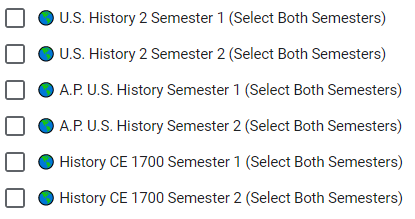 U.S. History 2 Semester 1 (Select Both Semesters)
U.S. History 2 Semester 2 (Select Both Semesters)
A.P. U.S. History Semester 1 (Select Both Semesters)
A.P. U.S. History Semester 2 (Select Both Semesters)
History CE 1700 Semester 1 (Select Both Semesters)
History CE 1700 Semester 2 (Select Both Semesters)